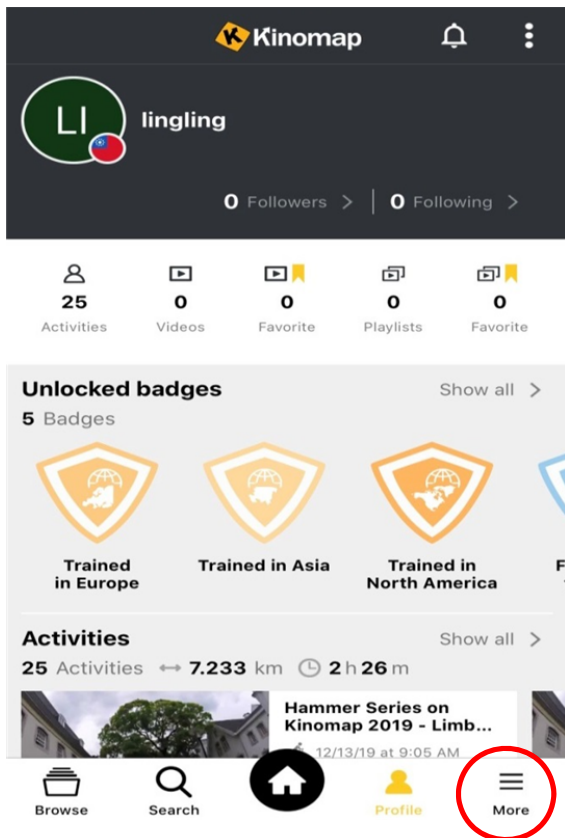 Kinomap
LI
lingling
0 Followers > | 0 Following >
25
Activities
0
Videos
0
Favorite
0
Playlists
0
Favorite
Unlocked badges
Show all >
5 Badges
Trained
in Europe
Trained in Asia
Trained in
North America
F
Activities
Show all >
25 Activities ↔ 7.233 km 2 h 26 m
Hammer Series on
Kinomap 2019 - Limb...
12/13/19 at 9:05 AM
Browse
Search
Profile
More